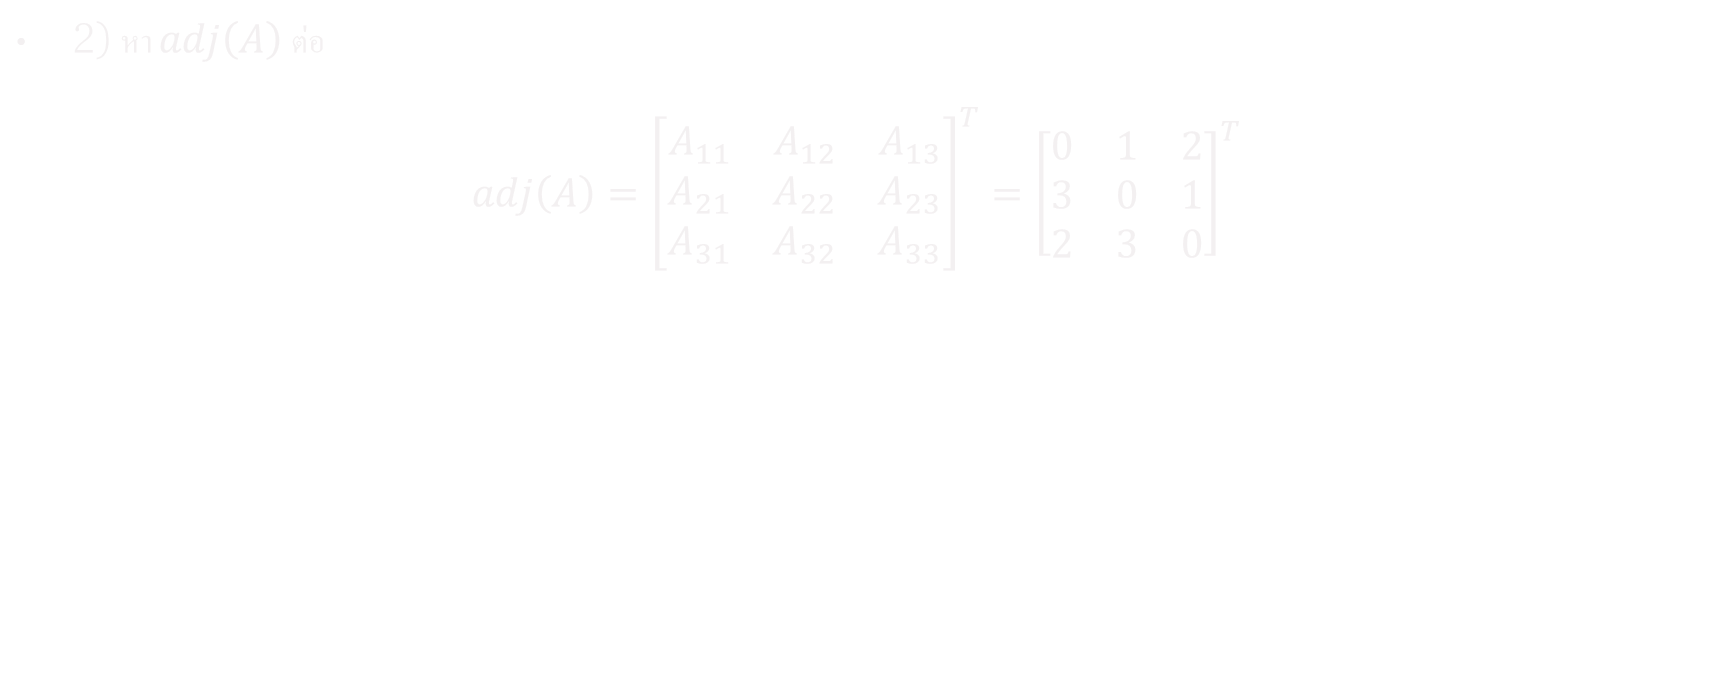 • 2) หา adj(A) ต่อ
adj(A) = [A₁₁ A₁₂ A₁₃; A₂₁ A₂₂ A₂₃; A₃₁ A₃₂ A₃₃]ᵀ = [0 1 2; 3 0 1; 2 3 0]ᵀ